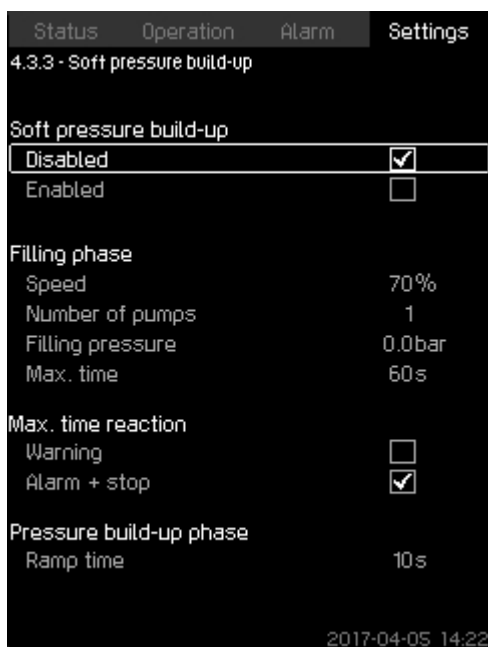 Status Operation Alarm Settings
4.3.3 - Soft pressure build-up
Soft pressure build-up
Disabled
Enabled
Filling phase
Speed 70%
Number of pumps 1
Filling pressure 0.0bar
Max. time 60s
Max. time reaction
Warning
Alarm + stop
Pressure build-up phase
Ramp time 10s
2017-04-05 14:22